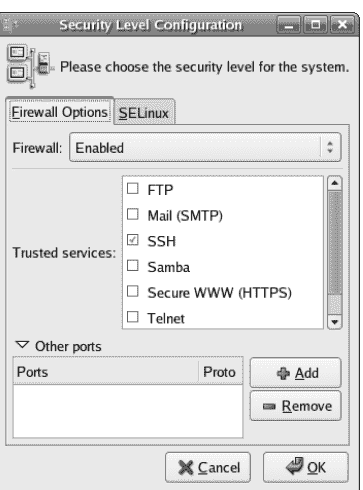 Security Level Configuration
Please choose the security level for the system.
Firewall Options SELinux
Firewall: Enabled
Trusted services:
FTP
Mail (SMTP)
SSH
Samba
Secure WWW (HTTPS)
Telnet
Other ports
Ports Proto
Add
Remove
Cancel OK